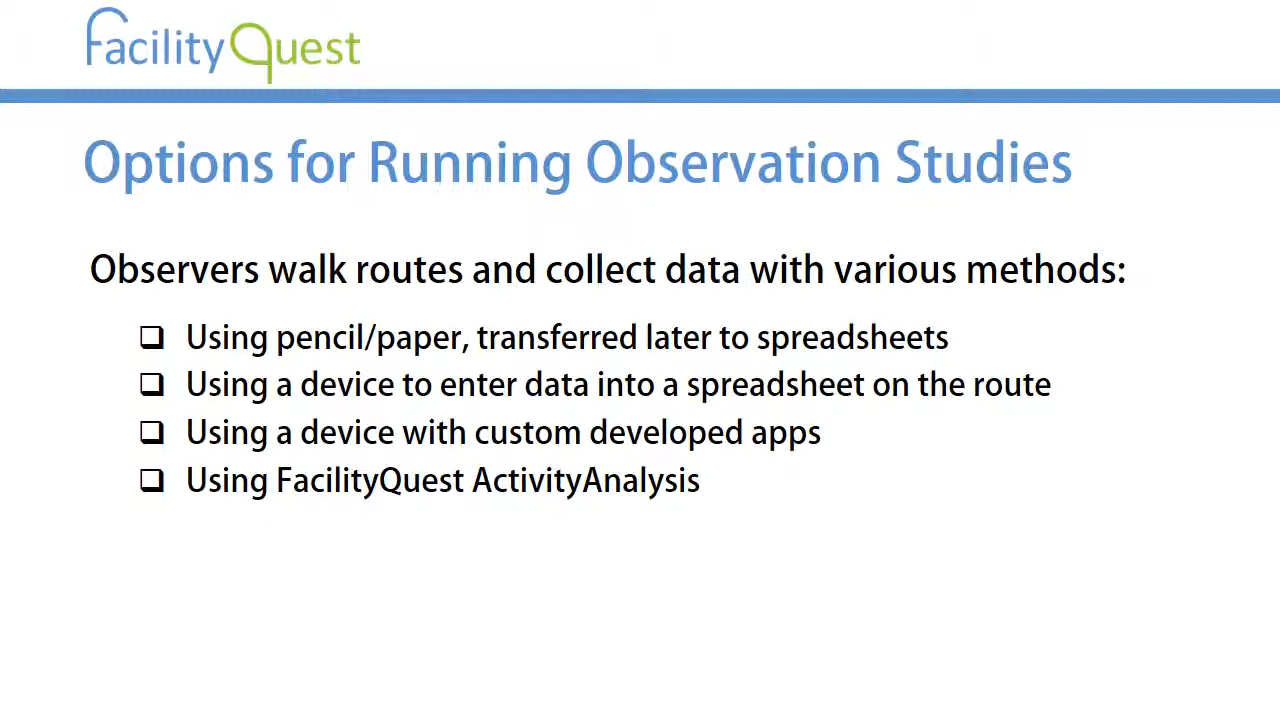 FacilityQuest
Options for Running Observation Studies
Observers walk routes and collect data with various methods:
Using pencil/paper, transferred later to spreadsheets
Using a device to enter data into a spreadsheet on the route
Using a device with custom developed apps
Using FacilityQuest ActivityAnalysis